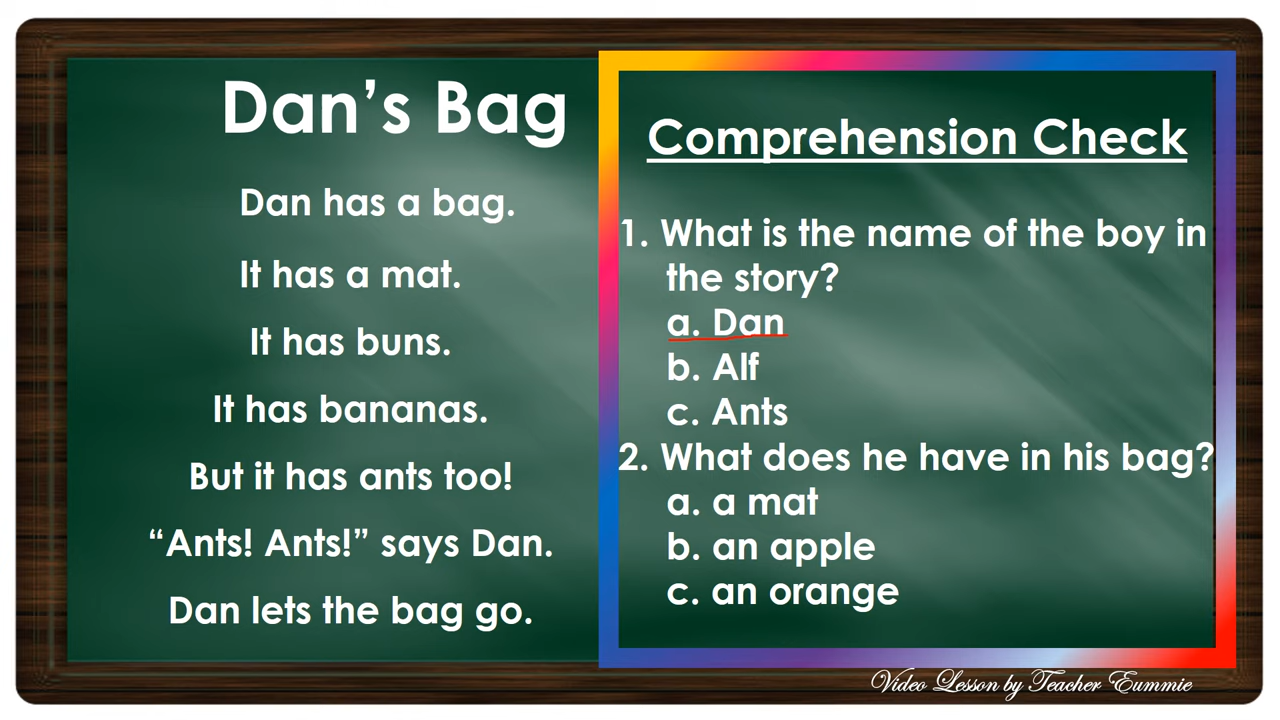 Dan’s Bag
Dan has a bag.
It has a mat.
It has buns.
It has bananas.
But it has ants too!
“Ants! Ants!” says Dan.
Dan lets the bag go.
Comprehension Check
1. What is the name of the boy in
the story?
a. Dan
b. Alf
c. Ants
2. What does he have in his bag?
a. a mat
b. an apple
c. an orange
Video Lesson by Teacher Eummie